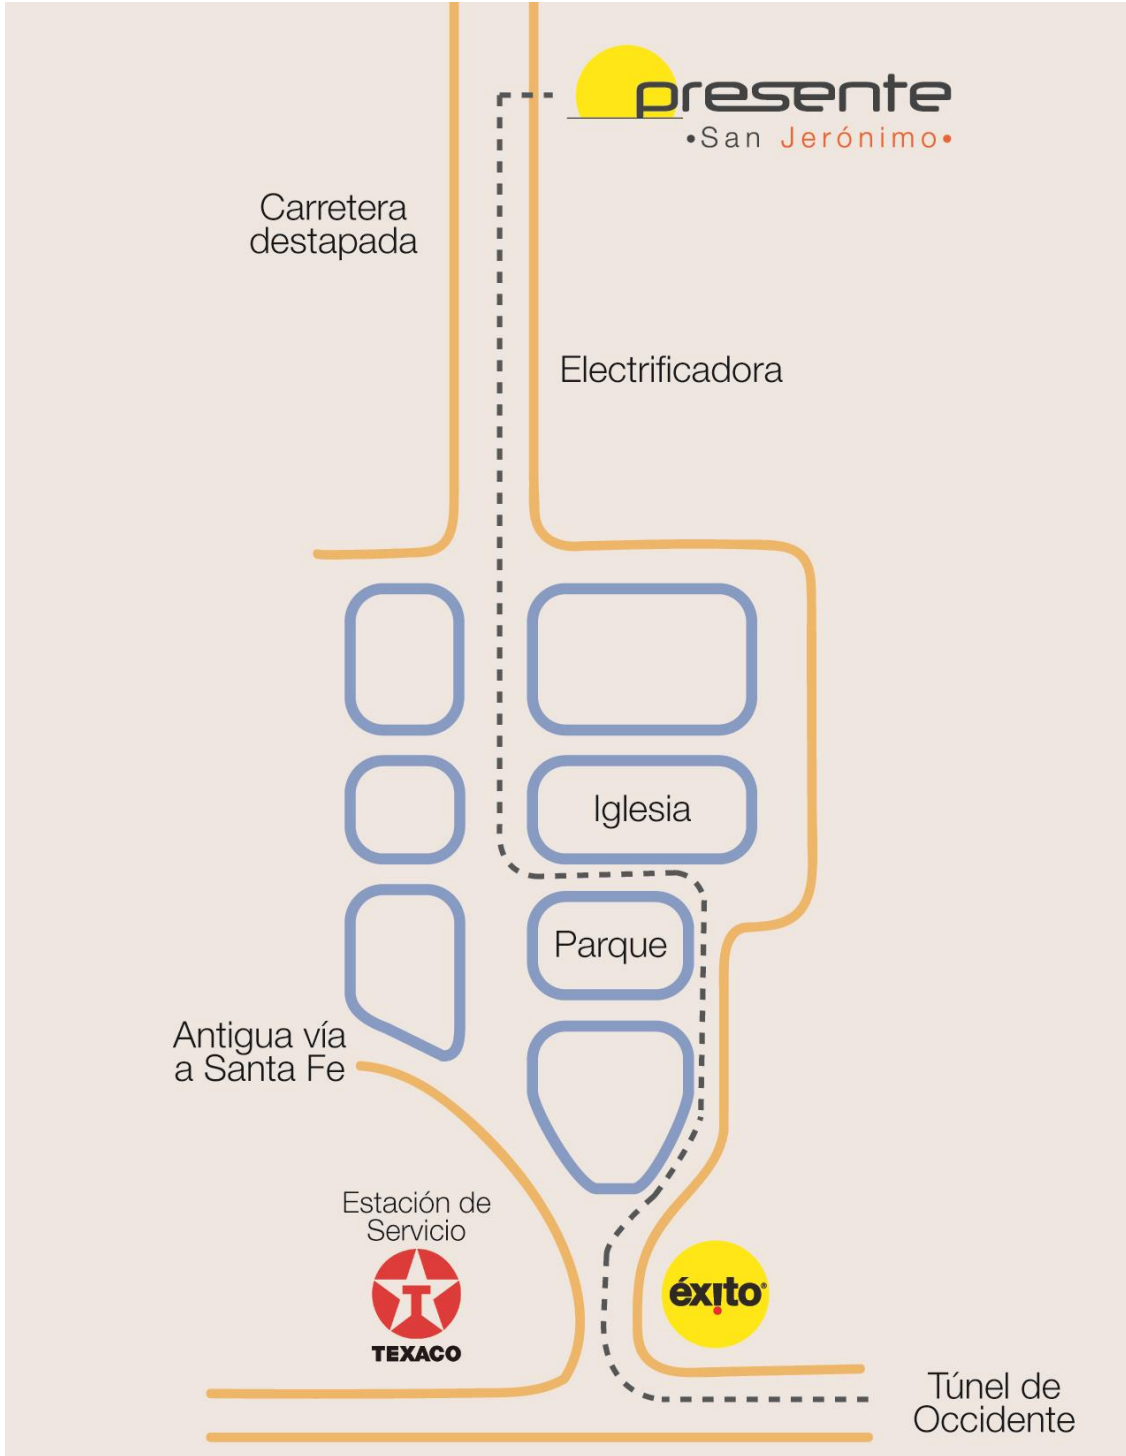 presente
•San Jerónimo•
Carretera
destapada
Electrificadora
Iglesia
Parque
Antigua vía
a Santa Fe
Estación de
Servicio
T
TEXACO
éxito®
Túnel de
Occidente